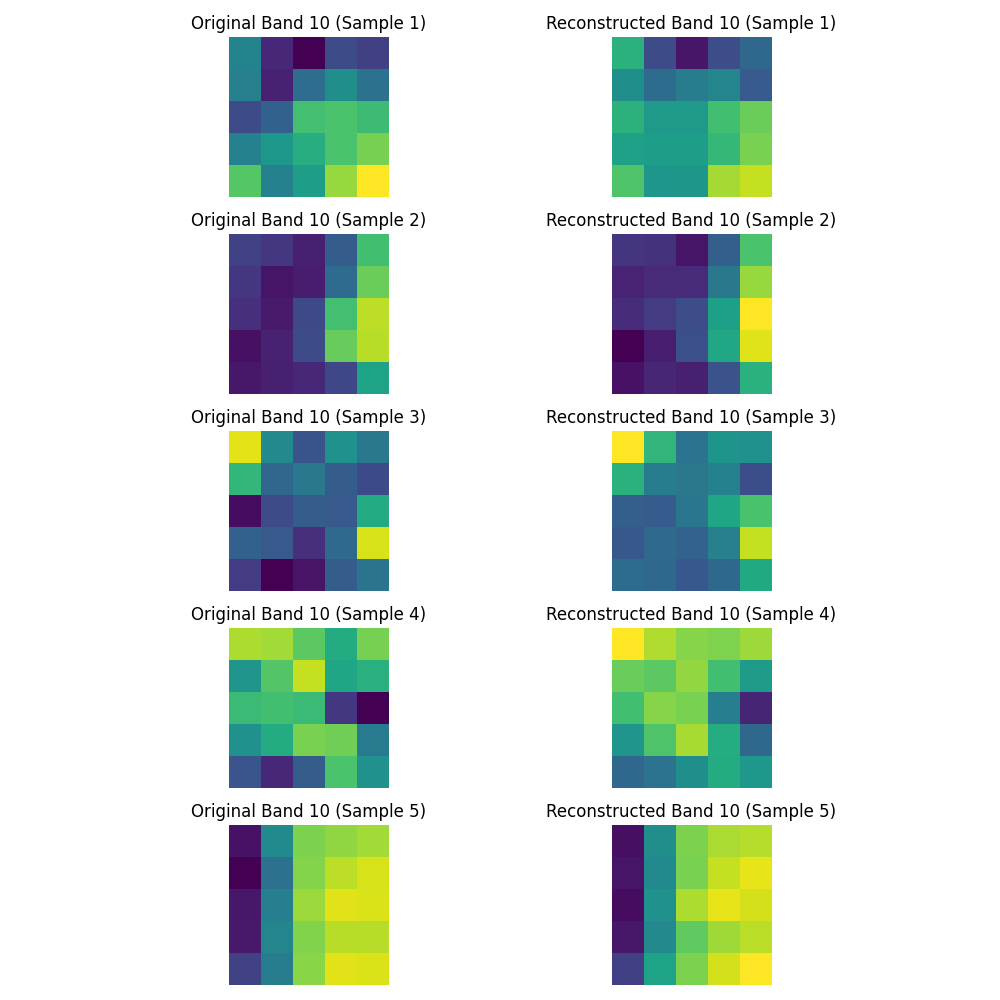 Original Band 10 (Sample 1)
Reconstructed Band 10 (Sample 1)
Original Band 10 (Sample 2)
Reconstructed Band 10 (Sample 2)
Original Band 10 (Sample 3)
Reconstructed Band 10 (Sample 3)
Original Band 10 (Sample 4)
Reconstructed Band 10 (Sample 4)
Original Band 10 (Sample 5)
Reconstructed Band 10 (Sample 5)